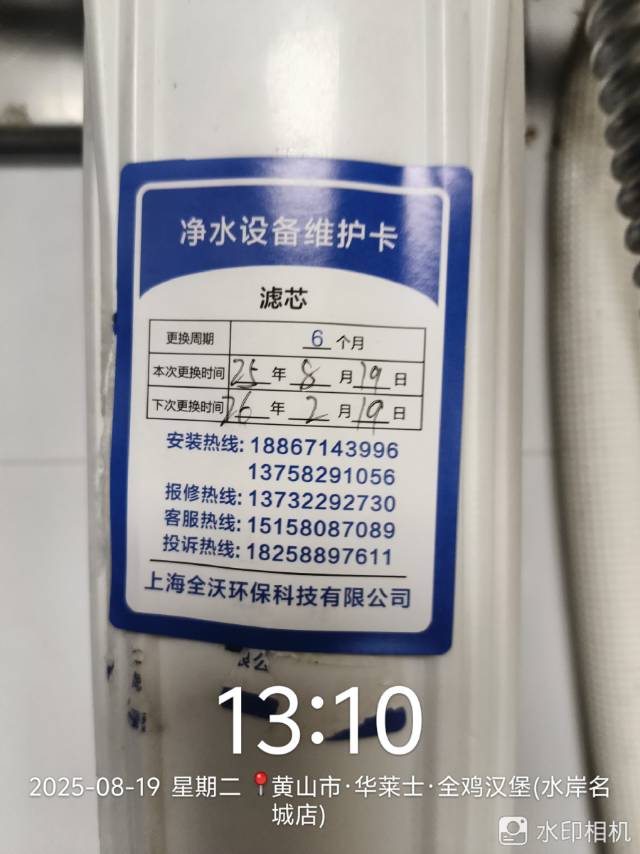 净水设备维护卡
滤芯
更换周期 6 个月
本次更换时间 25 年 8 月 19 日
下次更换时间 26 年 2 月 19 日
安装热线: 18867143996
13758291056
报修热线: 13732292730
客服热线: 15158087089
投诉热线: 18258897611
上海全沃环保科技有限公司
13:10
2025-08-19 星期二 📍黄山市·华莱士·全鸡汉堡(水岸名
城店)
水印相机